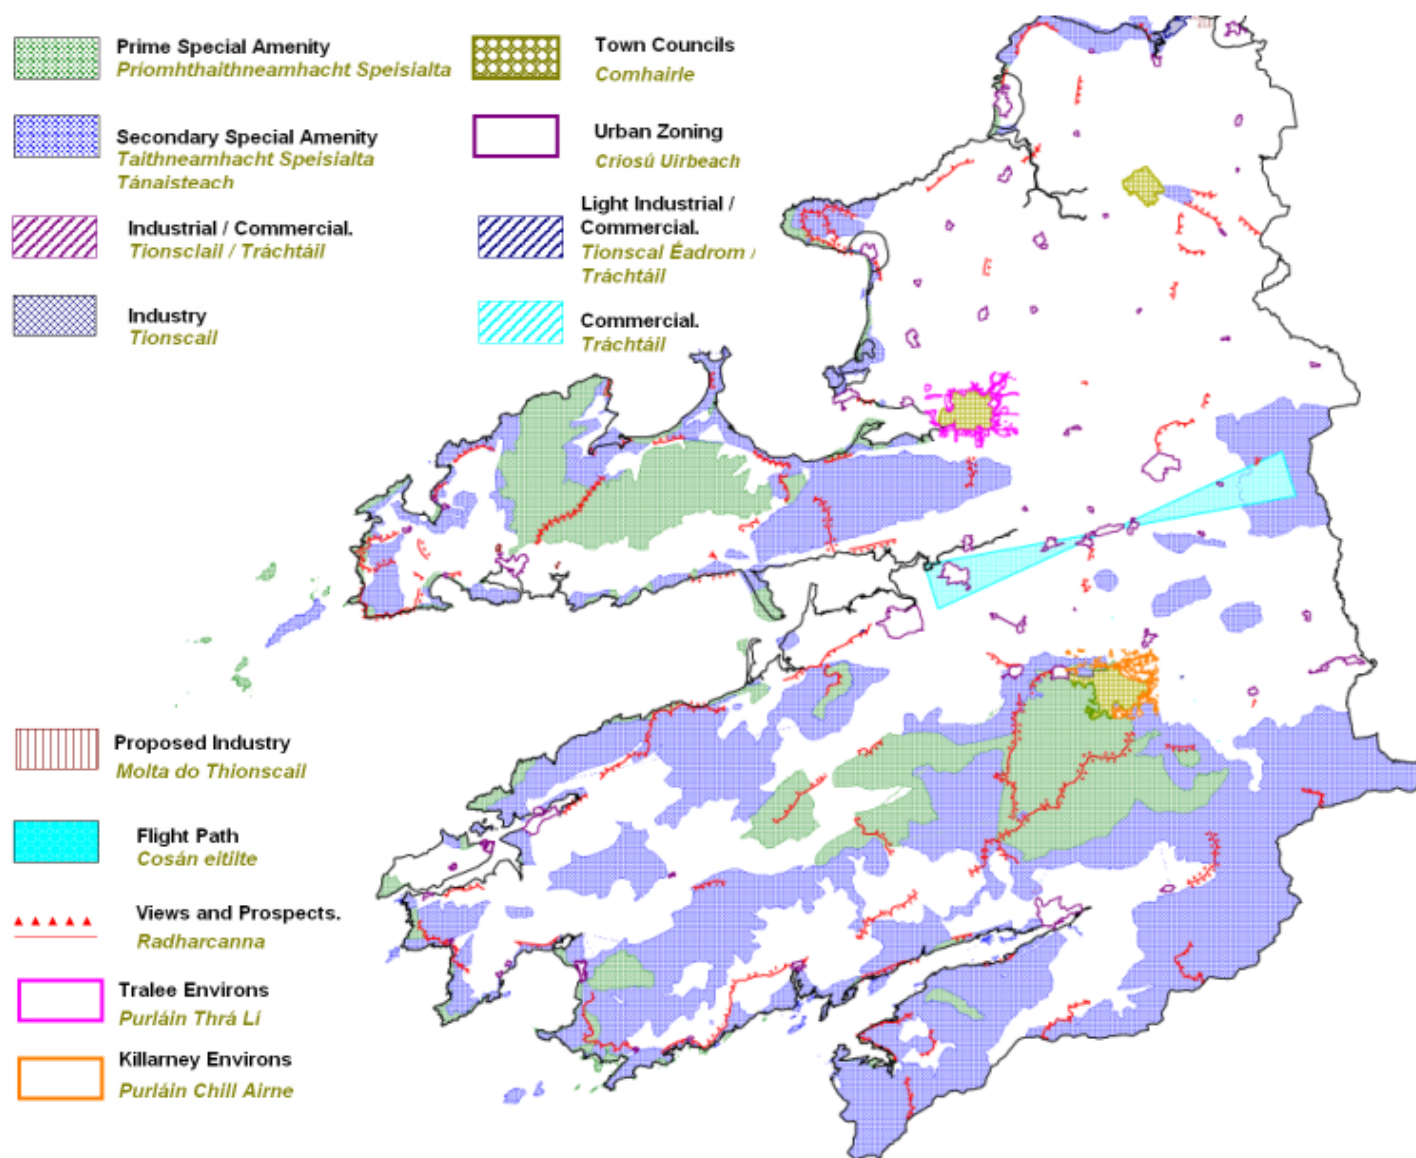 Prime Special Amenity
Príomhthaithneamhacht Speisialta
Secondary Special Amenity
Taithneamhacht Speisialta
Tánaisteach
Industrial / Commercial.
Tionsclail / Tráchtáil
Industry
Tionscail
Town Councils
Comhairle
Urban Zoning
Criosú Uirbeach
Light Industrial /
Commercial.
Tionscal Éadrom /
Tráchtáil
Commercial.
Tráchtáil
Proposed Industry
Molta do Thionscail
Flight Path
Cosán eitilte
Views and Prospects.
Radharcanna
Tralee Environs
Purláin Thrá Lí
Killarney Environs
Purláin Chill Airne